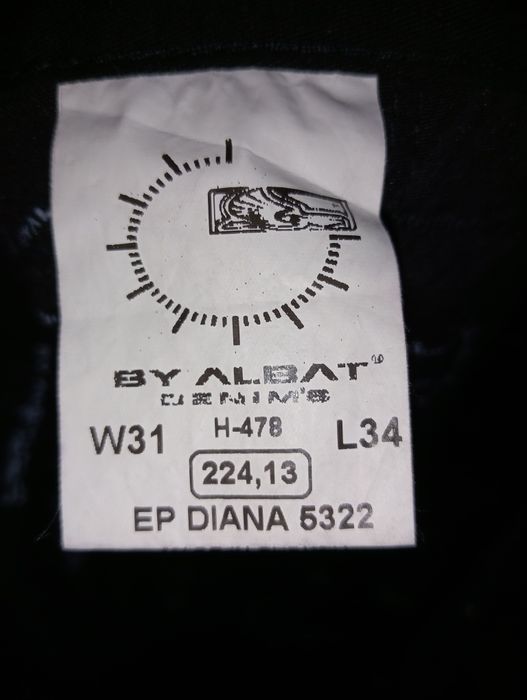 BY ALBAT®
DENIM'S
W31 H-478 L34
224,13
EP DIANA 5322